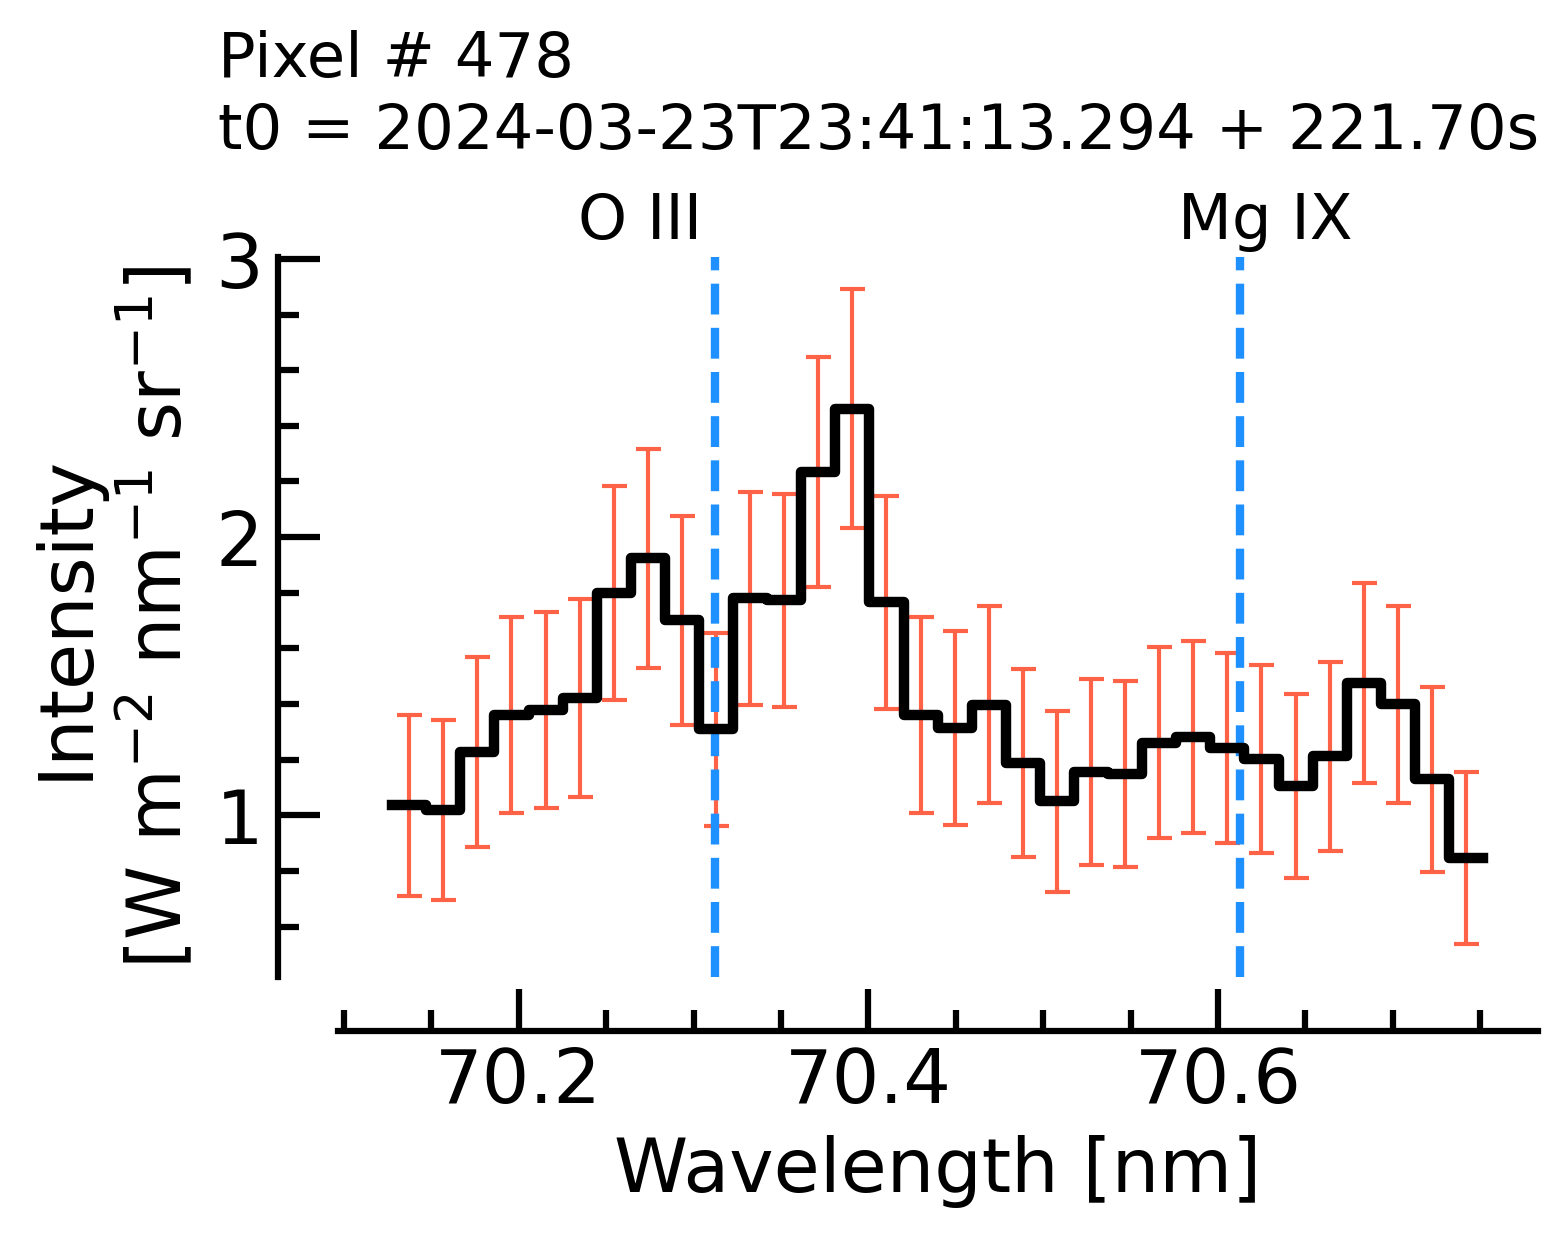 Pixel # 478
t0 = 2024-03-23T23:41:13.294 + 221.70s
O III
Mg IX
3
2
1
Intensity
[W m⁻² nm⁻¹ sr⁻¹]
70.2
70.4
70.6
Wavelength [nm]